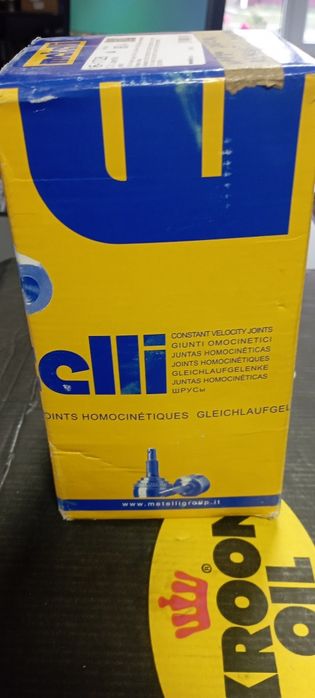 elli
CONSTANT VELOCITY JOINTS
GIUNTI OMOCINETICI
JUNTAS HOMOCINÉTICAS
JOINTS HOMOCINÉTIQUES
GLEICHLAUFGELENKE
JUNTAS HOMOCINÉTICAS
ШРУСЫ
OINTS HOMOCINÉTIQUES GLEICHLAUFGEL
www.metelligroup.it
KROON
OIL
®